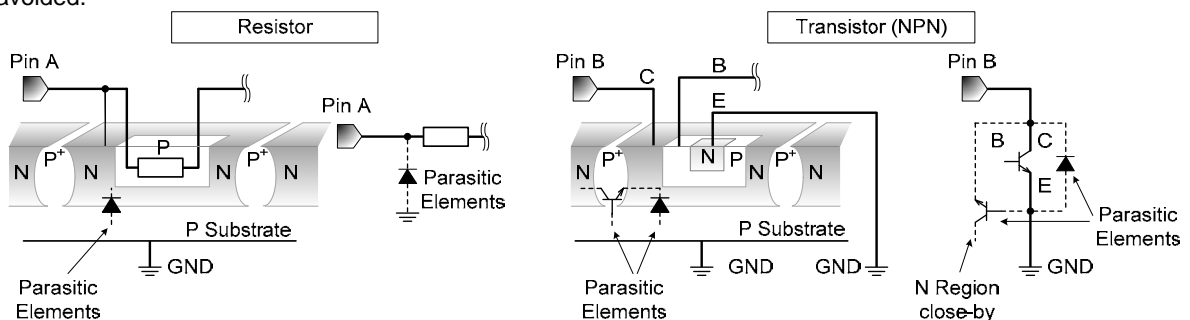 avoided.
Resistor
Pin A
N
P+
N
P
N
P+
N
Parasitic
Elements
P Substrate
GND
Pin A
Parasitic
Elements
Transistor (NPN)
Pin B
C
B
E
N
P+
N
N
P
N
P+
N
P Substrate
Parasitic
Elements
GND
GND
Pin B
B
C
E
Parasitic
Elements
GND
N Region
close-by